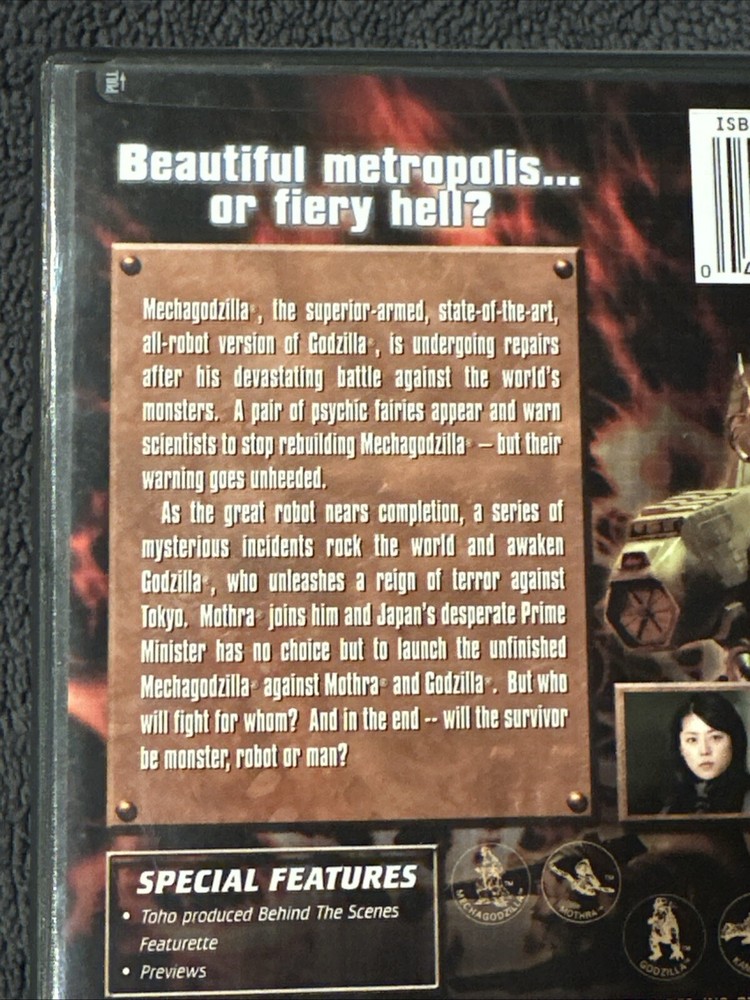 PULL
ISB
Beautiful metropolis...
or fiery hell?
0
Mechagodzilla®, the superior-armed, state-of-the-art,
all-robot version of Godzilla®, is undergoing repairs
after his devastating battle against the world's
monsters. A pair of psychic fairies appear and warn
scientists to stop rebuilding Mechagodzilla® – but their
warning goes unheeded.
As the great robot nears completion, a series of
mysterious incidents rock the world and awaken
Godzilla®, who unleashes a reign of terror against
Tokyo. Mothra® joins him and Japan's desperate Prime
Minister has no choice but to launch the unfinished
Mechagodzilla® against Mothra® and Godzilla®. But who
will fight for whom? And in the end -- will the survivor
be monster, robot or man?
SPECIAL FEATURES
• Toho produced Behind The Scenes
Featurette
• Previews
MECHAGODZILLA™
MOTHRA™
GODZILLA™
KAM